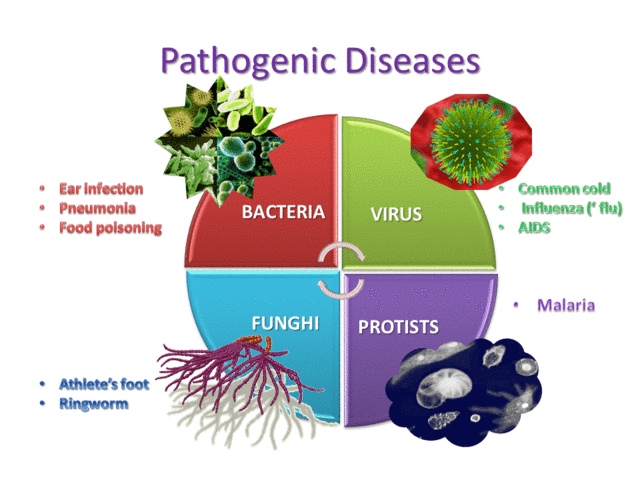 Pathogenic Diseases
• Ear infection
• Pneumonia
• Food poisoning
BACTERIA
VIRUS
• Common cold
• Influenza (‘ flu)
• AIDS
FUNGHI
PROTISTS
• Malaria
• Athlete’s foot
• Ringworm